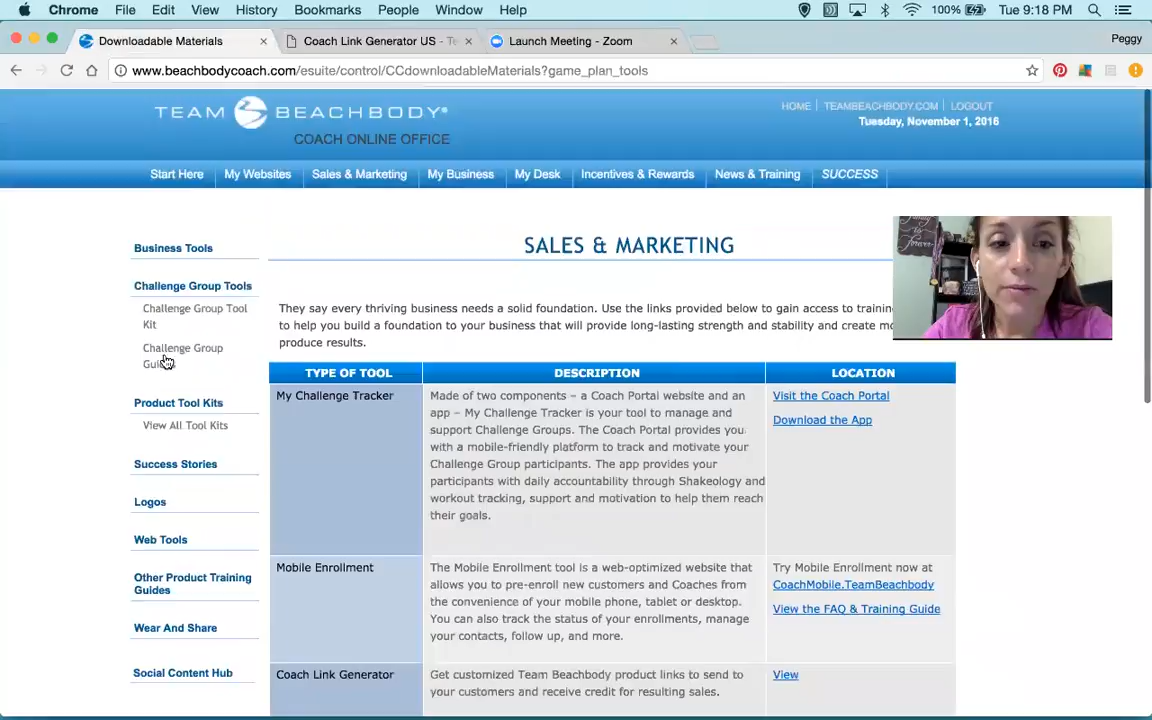 Chrome File Edit View History Bookmarks People Window Help 100% Tue 9:18 PM
Downloadable Materials
Coach Link Generator US - Te
Launch Meeting - Zoom
Peggy
www.beachbodycoach.com/esuite/control/CCdownloadableMaterials?game_plan_tools
TEAM BEACHBODY®
COACH ONLINE OFFICE
HOME | TEAMBEACHBODY.COM | LOGOUT
Tuesday, November 1, 2016
Start Here My Websites Sales & Marketing My Business My Desk Incentives & Rewards News & Training SUCCESS
Business Tools
Challenge Group Tools
Challenge Group Tool
Kit
Challenge Group
Product Tool Kits
View All Tool Kits
Success Stories
Logos
Web Tools
Other Product Training
Guides
Wear And Share
Social Content Hub
SALES & MARKETING
They say every thriving business needs a solid foundation. Use the links provided below to gain access to trainin
to help you build a foundation to your business that will provide long-lasting strength and stability and create mo
produce results.
TYPE OF TOOL DESCRIPTION LOCATION
My Challenge Tracker
Made of two components – a Coach Portal website and an
app – My Challenge Tracker is your tool to manage and
support Challenge Groups. The Coach Portal provides you
with a mobile-friendly platform to track and motivate your
Challenge Group participants. The app provides your
participants with daily accountability through Shakeology and
workout tracking, support and motivation to help them reach
their goals.
Visit the Coach Portal
Download the App
Mobile Enrollment
The Mobile Enrollment tool is a web-optimized website that
allows you to pre-enroll new customers and Coaches from
the convenience of your mobile phone, tablet or desktop.
You can also track the status of your enrollments, manage
your contacts, follow up, and more.
Try Mobile Enrollment now at
CoachMobile.TeamBeachbody
View the FAQ & Training Guide
Coach Link Generator
Get customized Team Beachbody product links to send to
your customers and receive credit for resulting sales.
View